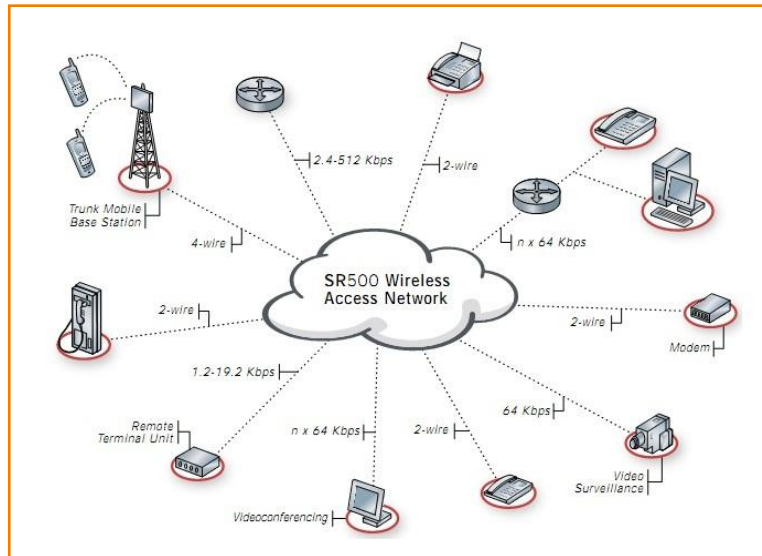 2.4-512 Kbps
2-wire
Trunk Mobile
Base Station
4-wire
n x 64 Kbps
SR500 Wireless
Access Network
2-wire
2-wire
Modem
1.2-19.2 Kbps
64 Kbps
Remote
Terminal Unit
n x 64 Kbps
2-wire
Video
Surveillance
Videoconferencing